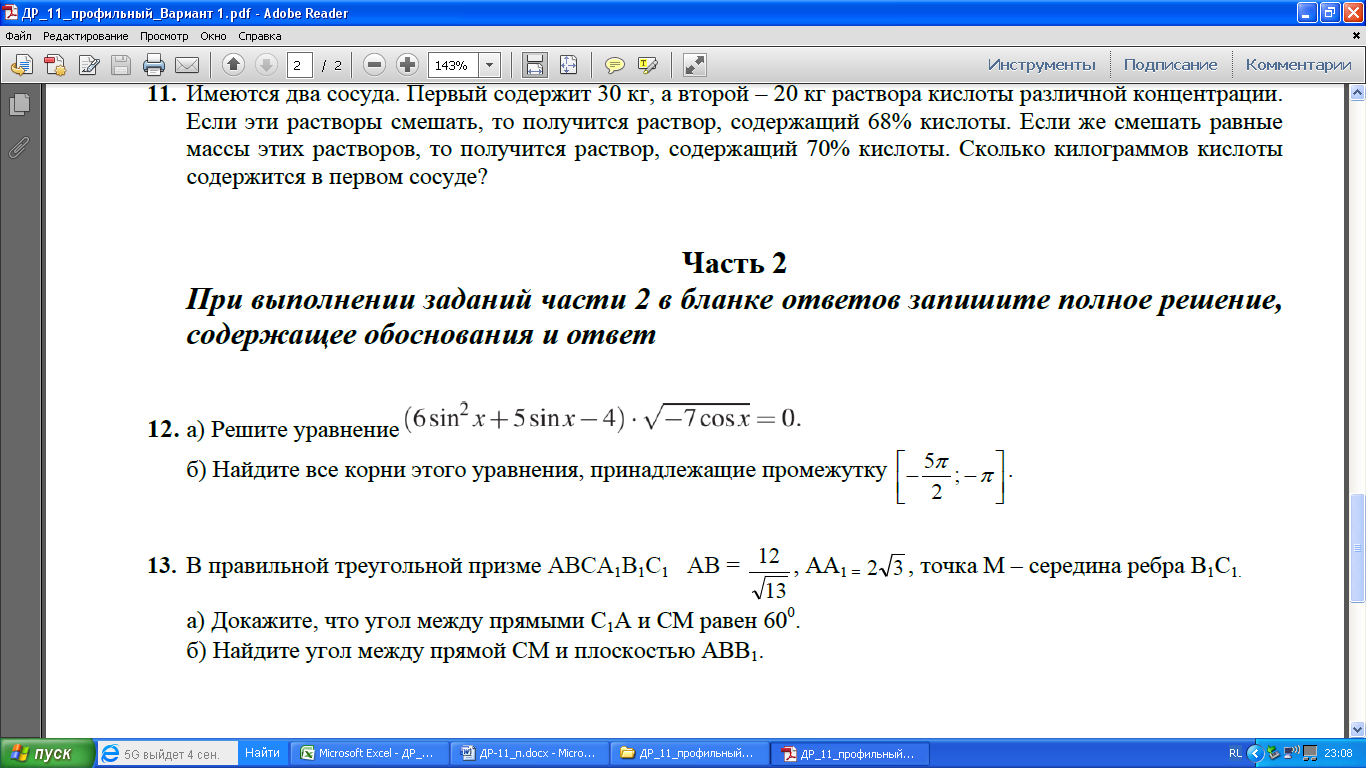 ДР_11_профильный_Вариант 1.pdf - Adobe Reader
Файл Редактирование Просмотр Окно Справка
2 / 2 143% Инструменты Подписание Комментарии
11. Имеются два сосуда. Первый содержит 30 кг, а второй – 20 кг раствора кислоты различной концентрации.
Если эти растворы смешать, то получится раствор, содержащий 68% кислоты. Если же смешать равные
массы этих растворов, то получится раствор, содержащий 70% кислоты. Сколько килограммов кислоты
содержится в первом сосуде?
Часть 2
При выполнении заданий части 2 в бланке ответов запишите полное решение,
содержащее обоснования и ответ
12. а) Решите уравнение (6 sin² x + 5 sin x − 4) · √(−7 cos x) = 0.
б) Найдите все корни этого уравнения, принадлежащие промежутку [−5π/2; −π].
13. В правильной треугольной призме ABCA₁B₁C₁ AB = 12/√13, AA₁ = 2√3, точка М – середина ребра B₁C₁.
а) Докажите, что угол между прямыми C₁A и CM равен 60⁰.
б) Найдите угол между прямой СМ и плоскостью ABB₁.
пуск 5G выйдет 4 сен. Найти Microsoft Excel - ДР_... ДР-11_п.docx - Micros... ДР_11_профильный... ДР_11_профильный... RL 23:08